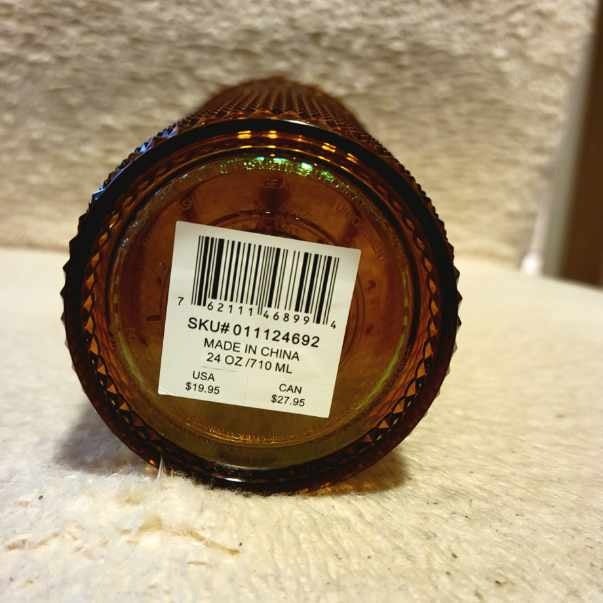 7 62111 46899 4
SKU# 011124692
MADE IN CHINA
24 OZ /710 ML
USA CAN
$19.95 $27.95